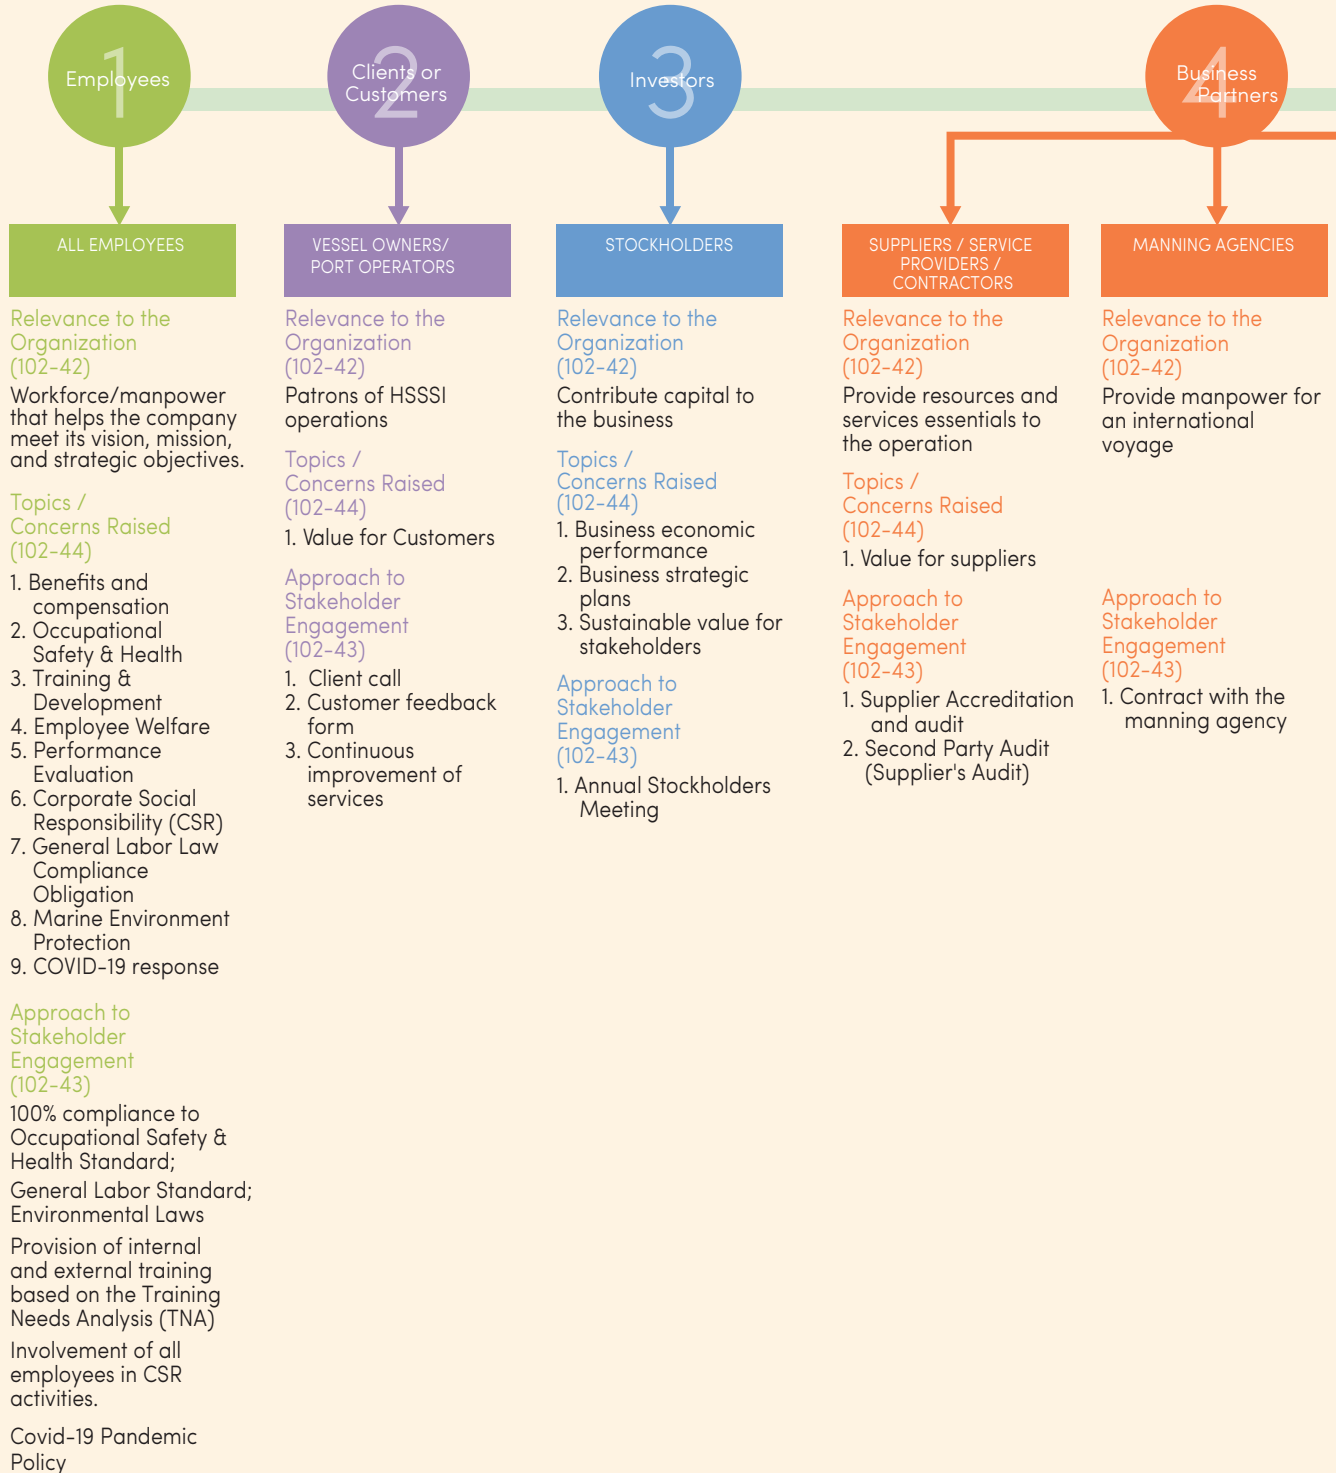 1
Employees
2
Clients or
Customers
3
Investors
4
Business
Partners
ALL EMPLOYEES
Relevance to the
Organization
(102-42)
Workforce/manpower
that helps the company
meet its vision, mission,
and strategic objectives.
Topics /
Concerns Raised
(102-44)
1. Benefits and
compensation
2. Occupational
Safety & Health
3. Training &
Development
4. Employee Welfare
5. Performance
Evaluation
6. Corporate Social
Responsibility (CSR)
7. General Labor Law
Compliance
Obligation
8. Marine Environment
Protection
9. COVID-19 response
Approach to
Stakeholder
Engagement
(102-43)
100% compliance to
Occupational Safety &
Health Standard;
General Labor Standard;
Environmental Laws
Provision of internal
and external training
based on the Training
Needs Analysis (TNA)
Involvement of all
employees in CSR
activities.
Covid-19 Pandemic
Policy
VESSEL OWNERS/
PORT OPERATORS
Relevance to the
Organization
(102-42)
Patrons of HSSSI
operations
Topics /
Concerns Raised
(102-44)
1. Value for Customers
Approach to
Stakeholder
Engagement
(102-43)
1. Client call
2. Customer feedback
form
3. Continuous
improvement of
services
STOCKHOLDERS
Relevance to the
Organization
(102-42)
Contribute capital to
the business
Topics /
Concerns Raised
(102-44)
1. Business economic
performance
2. Business strategic
plans
3. Sustainable value for
stakeholders
Approach to
Stakeholder
Engagement
(102-43)
1. Annual Stockholders
Meeting
SUPPLIERS / SERVICE
PROVIDERS /
CONTRACTORS
Relevance to the
Organization
(102-42)
Provide resources and
services essentials to
the operation
Topics /
Concerns Raised
(102-44)
1. Value for suppliers
Approach to
Stakeholder
Engagement
(102-43)
1. Supplier Accreditation
and audit
2. Second Party Audit
(Supplier's Audit)
MANNING AGENCIES
Relevance to the
Organization
(102-42)
Provide manpower for
an international
voyage
Approach to
Stakeholder
Engagement
(102-43)
1. Contract with the
manning agency